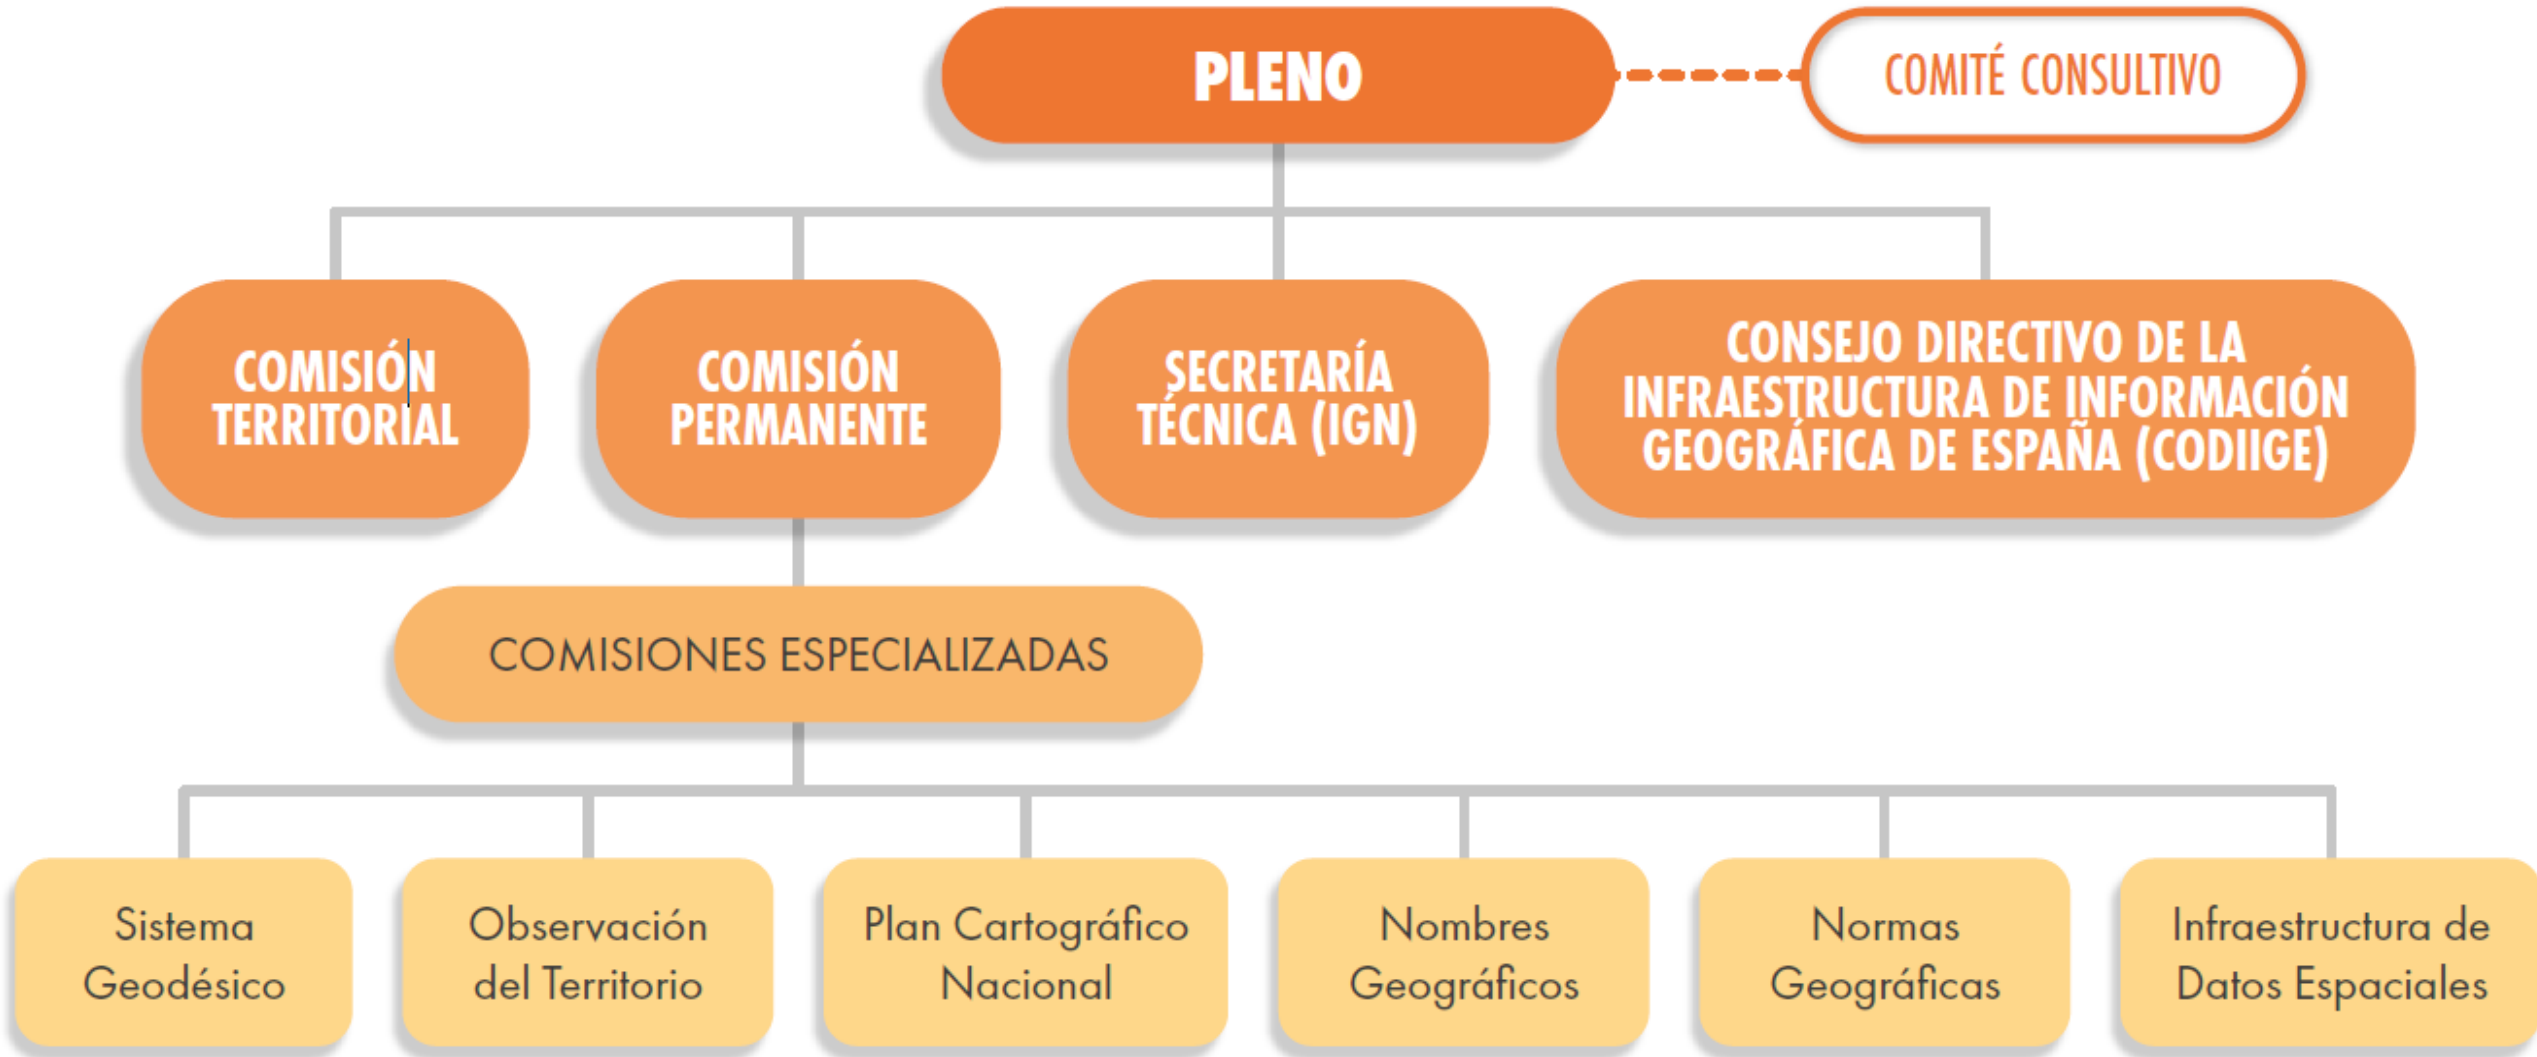 PLENO
COMITÉ CONSULTIVO
COMISIÓN
TERRITORIAL
COMISIÓN
PERMANENTE
SECRETARÍA
TÉCNICA (IGN)
CONSEJO DIRECTIVO DE LA
INFRAESTRUCTURA DE INFORMACIÓN
GEOGRÁFICA DE ESPAÑA (CODIIGE)
COMISIONES ESPECIALIZADAS
Sistema
Geodésico
Observación
del Territorio
Plan Cartográfico
Nacional
Nombres
Geográficos
Normas
Geográficas
Infraestructura de
Datos Espaciales